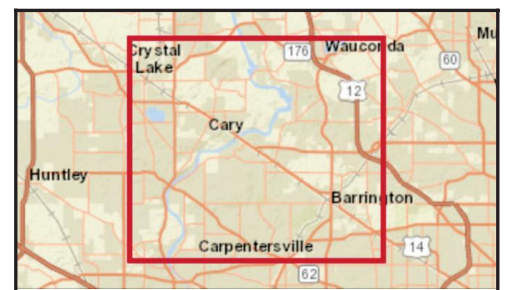 Mu
Crystal
Lake
176
Wauconda
60
12
Cary
Huntley
Barrington
Carpentersville
14
62